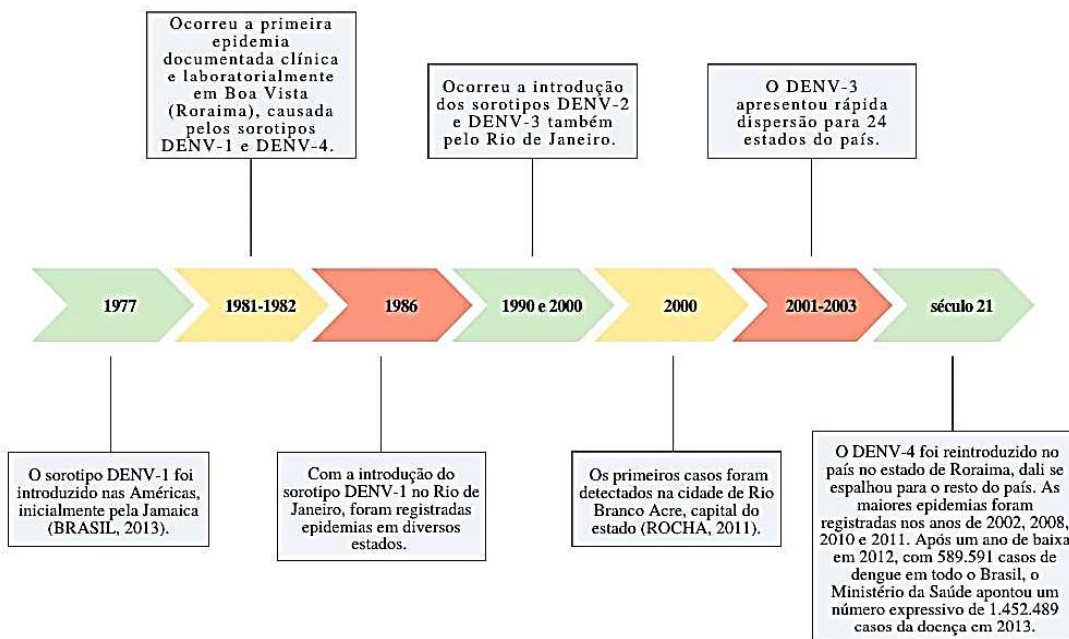 Ocorreu a primeira
epidemia
documentada clínica
e laboratorialmente
em Boa Vista
(Roraima), causada
pelos sorotipos
DENV-1 e DENV-4.
Ocorreu a introdução
dos sorotipos DENV-2
e DENV-3 também
pelo Rio de Janeiro.
O DENV-3
apresentou rápida
dispersão para 24
estados do país.
1977
1981-1982
1986
1990 e 2000
2000
2001-2003
século 21
O sorotipo DENV-1 foi
introduzido nas Américas,
inicialmente pela Jamaica
(BRASIL, 2013).
Com a introdução do
sorotipo DENV-1 no Rio de
Janeiro, foram registradas
epidemias em diversos
estados.
Os primeiros casos foram
detectados na cidade de Rio
Branco Acre, capital do
estado (ROCHA, 2011).
O DENV-4 foi reintroduzido no
país no estado de Roraima, dali se
espalhou para o resto do país. As
maiores epidemias foram
registradas nos anos de 2002, 2008,
2010 e 2011. Após um ano de baixa
em 2012, com 589.591 casos de
dengue em todo o Brasil, o
Ministério da Saúde apontou um
número expressivo de 1.452.489
casos da doença em 2013.